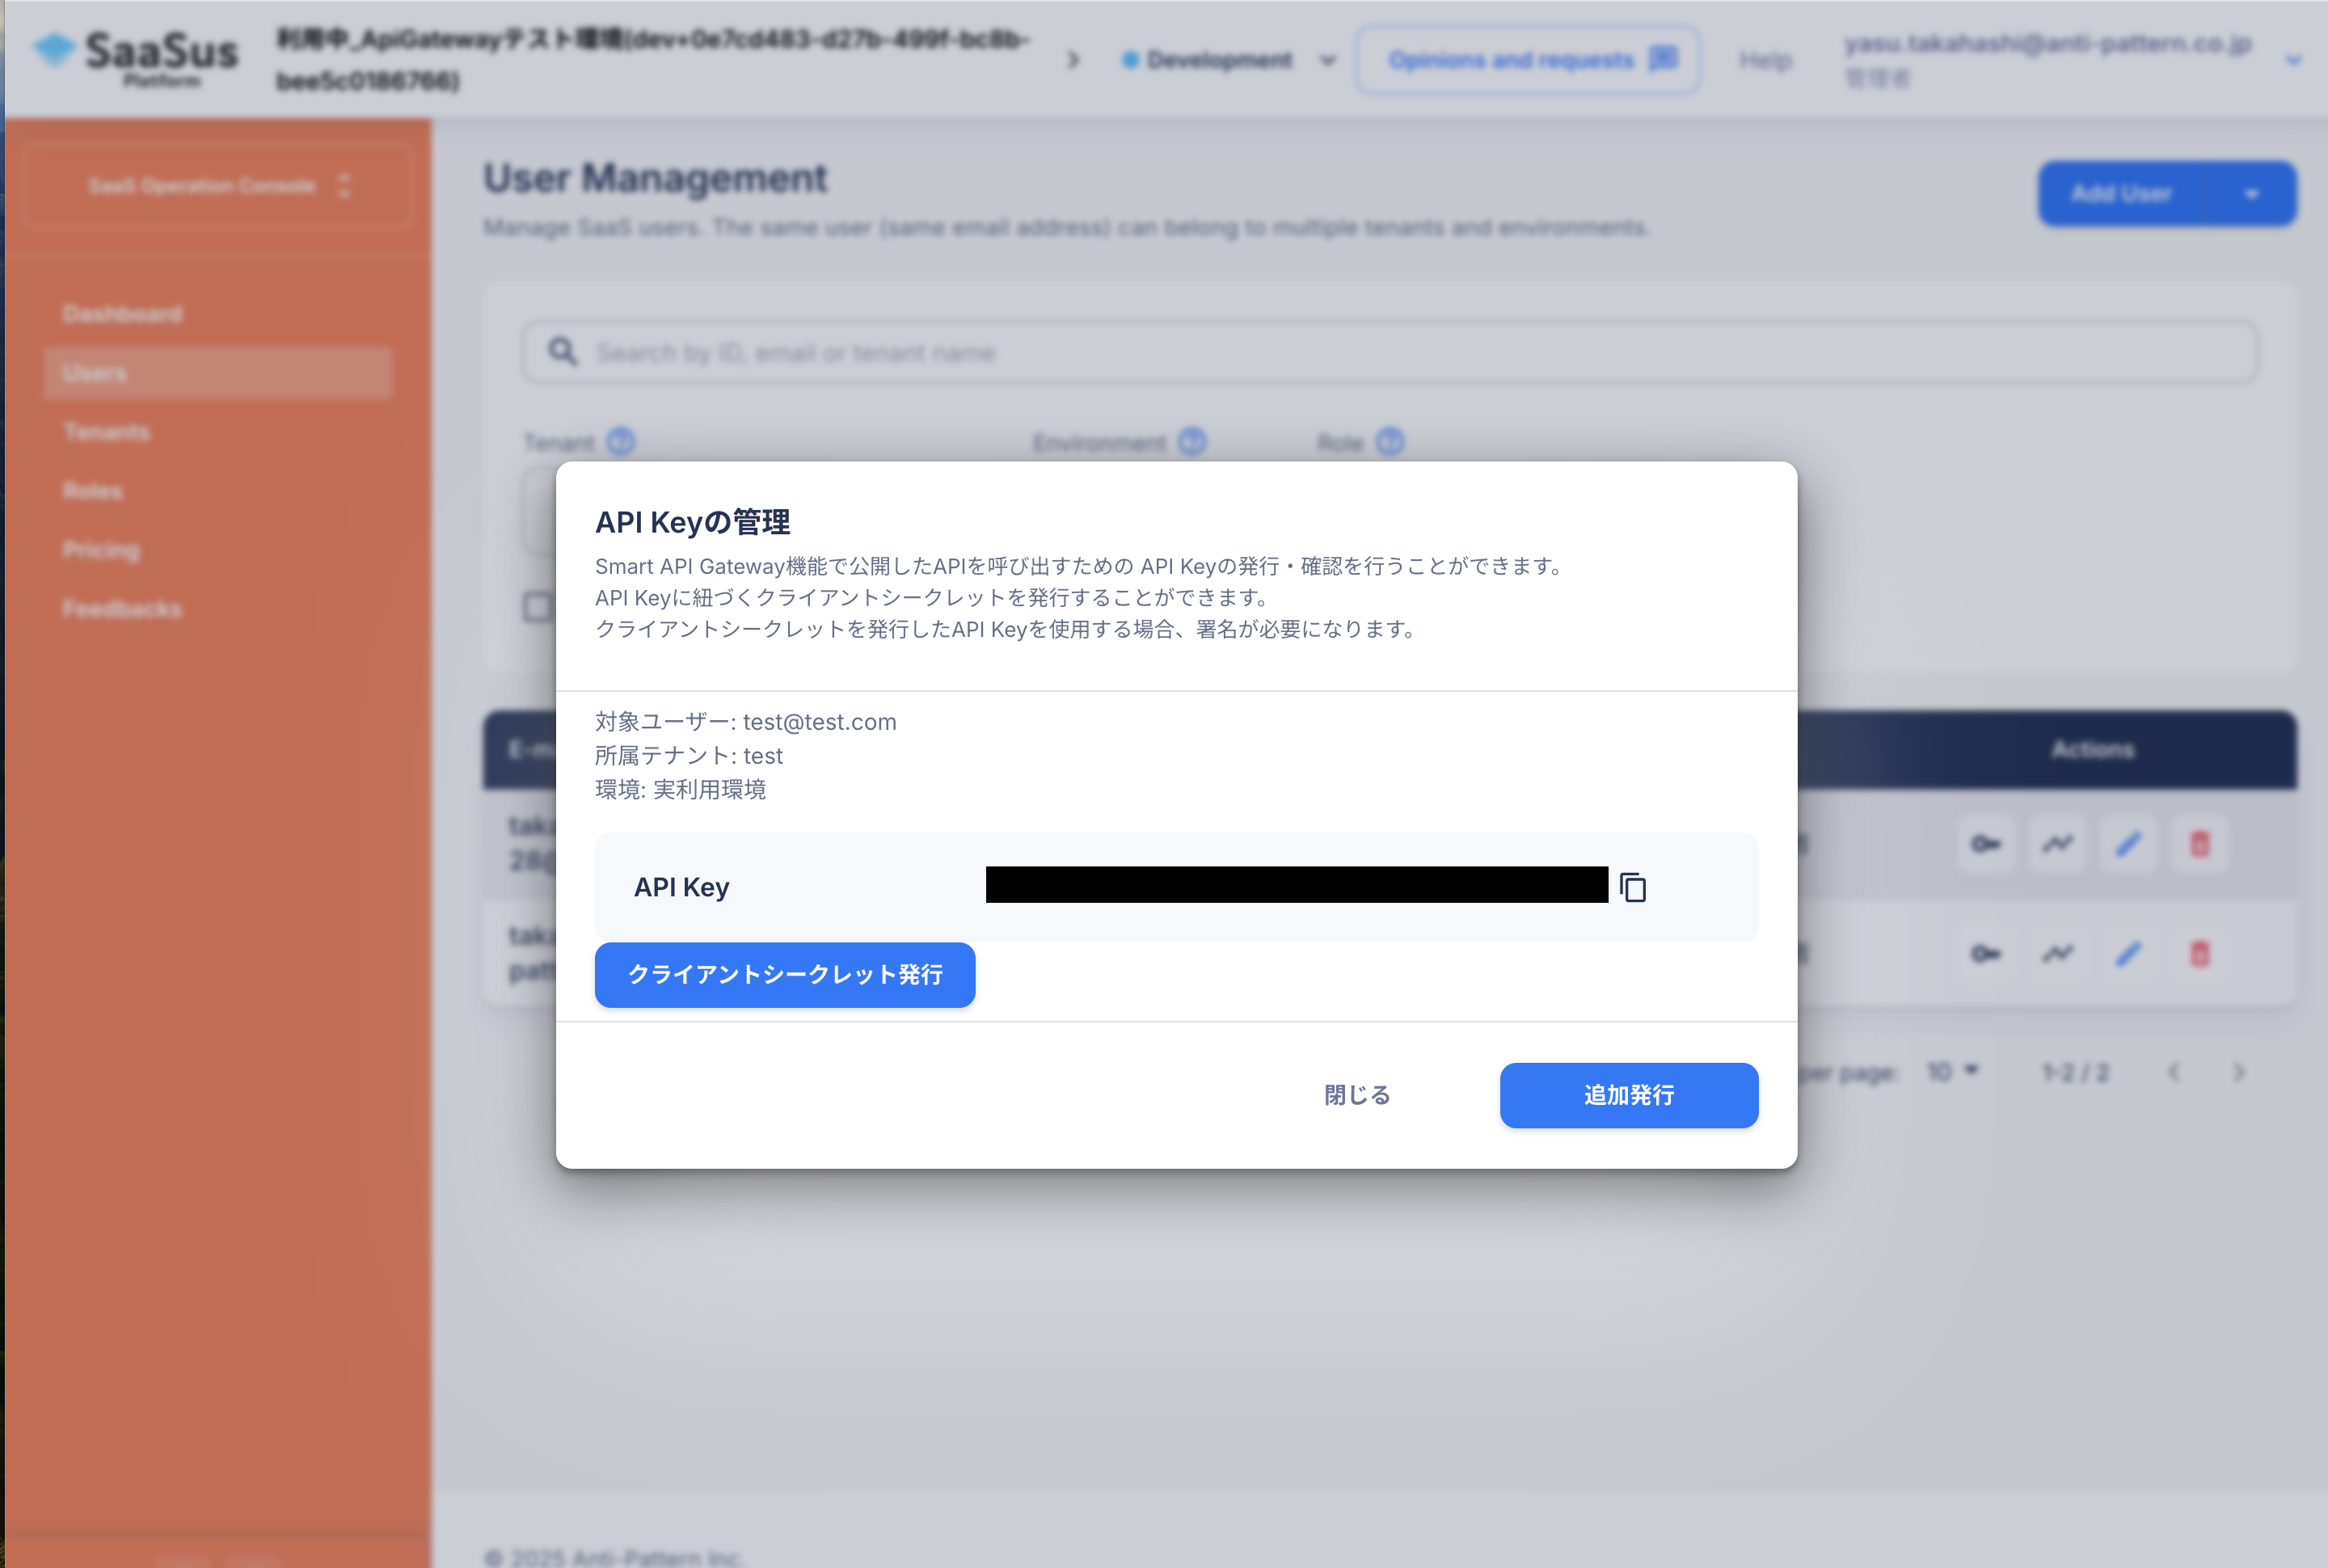 SaaSus
Platform
利用中_ApiGatewayテスト環境(dev+0e7cd483-d27b-499f-bc8b-
bee5c0186766)
Development
Opinions and requests
Help
yasu.takahashi@anti-pattern.co.jp
管理者
SaaS Operation Console
Dashboard
Users
Tenants
Roles
Pricing
Feedbacks
User Management
Manage SaaS users. The same user (same email address) can belong to multiple tenants and environments.
Add User
Search by ID, email or tenant name
Tenant
Environment
Role
API Keyの管理
Smart API Gateway機能で公開したAPIを呼び出すための API Keyの発行・確認を行うことができます。
API Keyに紐づくクライアントシークレットを発行することができます。
クライアントシークレットを発行したAPI Keyを使用する場合、署名が必要になります。
対象ユーザー: test@test.com
所属テナント: test
環境: 実利用環境
API Key
クライアントシークレット発行
閉じる
追加発行
Actions
per page:
10
1-2 / 2
© 2025 Anti-Pattern Inc.